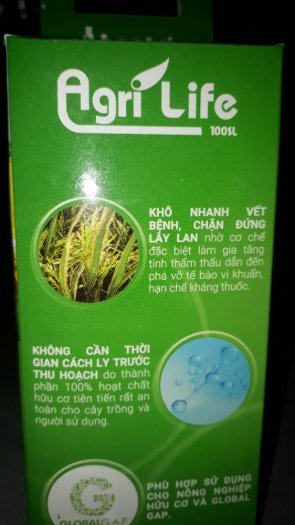 Agri Life
100SL
KHÔ NHANH VẾT
BỆNH, CHẶN ĐỨNG
LÂY LAN nhờ cơ chế
đặc biệt làm gia tăng
tính thẩm thấu dẫn đến
phá vỡ tế bào vi khuẩn,
hạn chế kháng thuốc.
KHÔNG CẦN THỜI
GIAN CÁCH LY TRƯỚC
THU HOẠCH do thành
phần 100% hoạt chất
hữu cơ tiên tiến rất an
toàn cho cây trồng và
người sử dụng.
PHÙ HỢP SỬ DỤNG
CHO NÔNG NGHIỆP
HỮU CƠ VÀ GLOBAL
GAP.
GLOBALG.A.P.